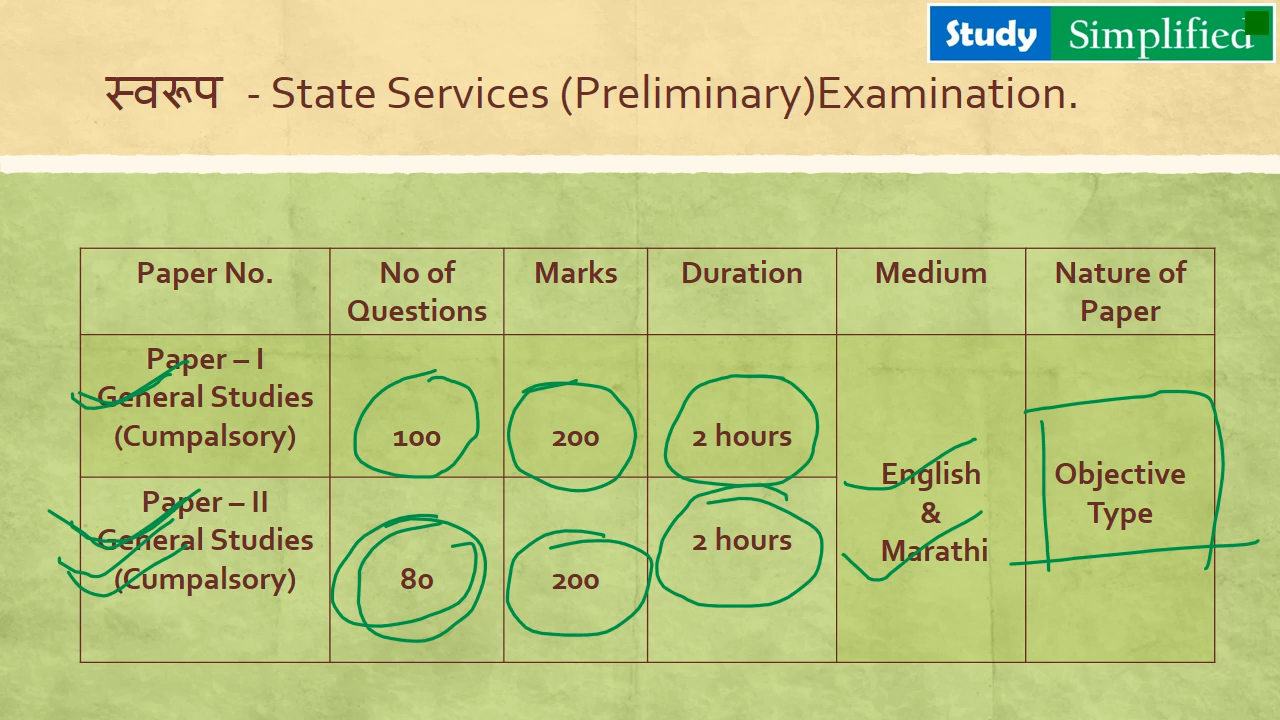 Study Simplified
स्वरूप - State Services (Preliminary)Examination.
Paper No.
No of
Questions
Marks
Duration
Medium
Nature of
Paper
Paper – I
General Studies
(Cumpalsory)
100
200
2 hours
English
&
Marathi
Objective
Type
Paper – II
General Studies
(Cumpalsory)
80
200
2 hours